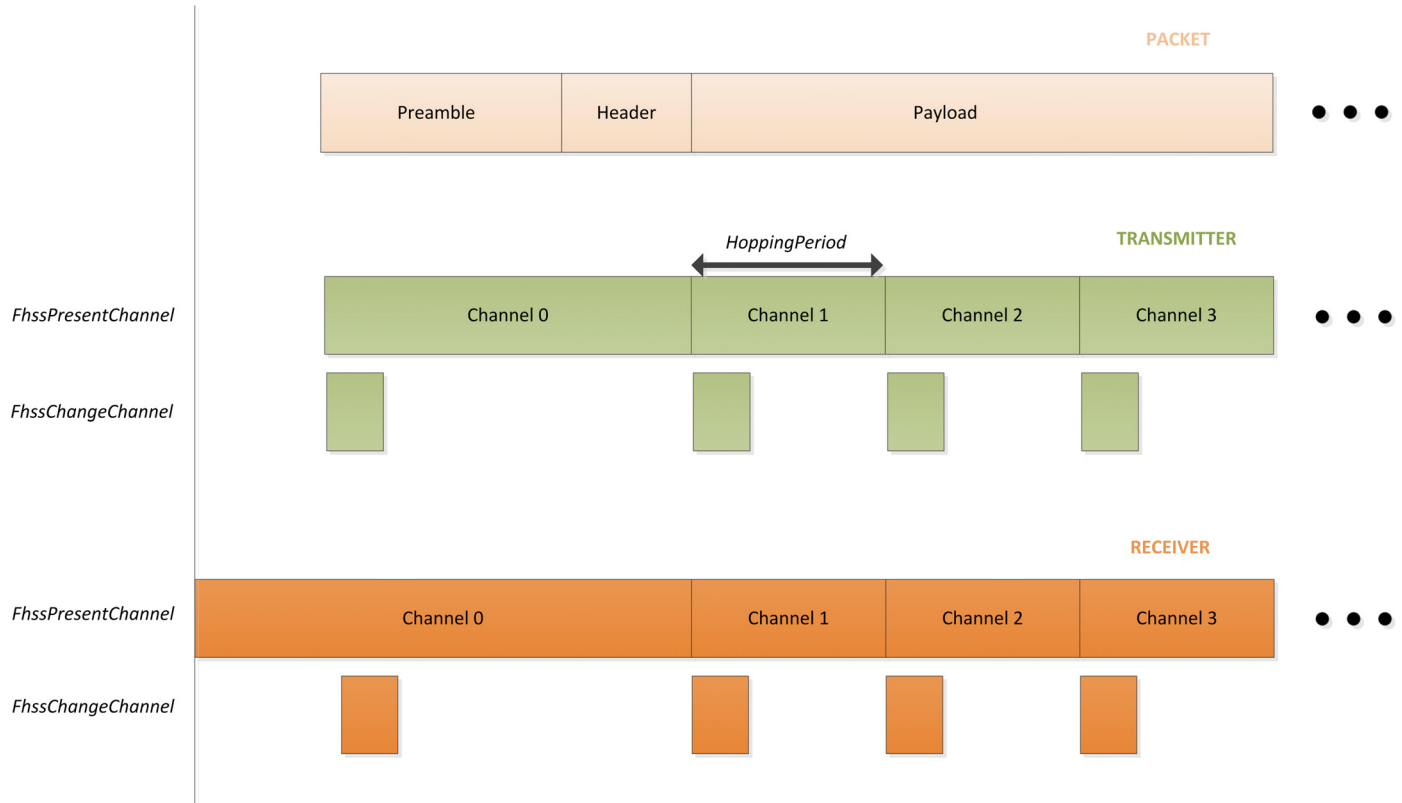 PACKET
Preamble Header Payload
HoppingPeriod
TRANSMITTER
FhssPresentChannel Channel 0 Channel 1 Channel 2 Channel 3
FhssChangeChannel
RECEIVER
FhssPresentChannel Channel 0 Channel 1 Channel 2 Channel 3
FhssChangeChannel